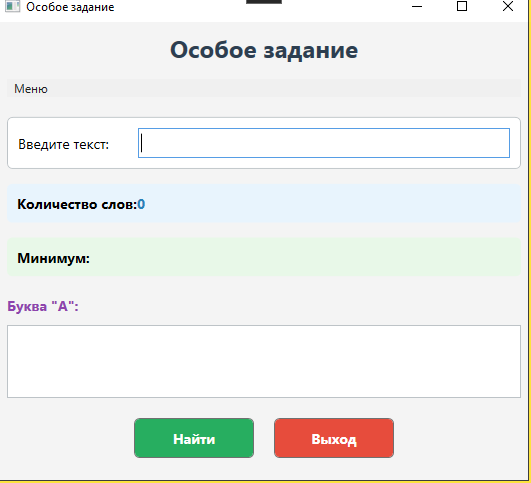 Особое задание
Особое задание
Меню
Введите текст:
Количество слов:0
Минимум:
Буква "А":
Найти Выход